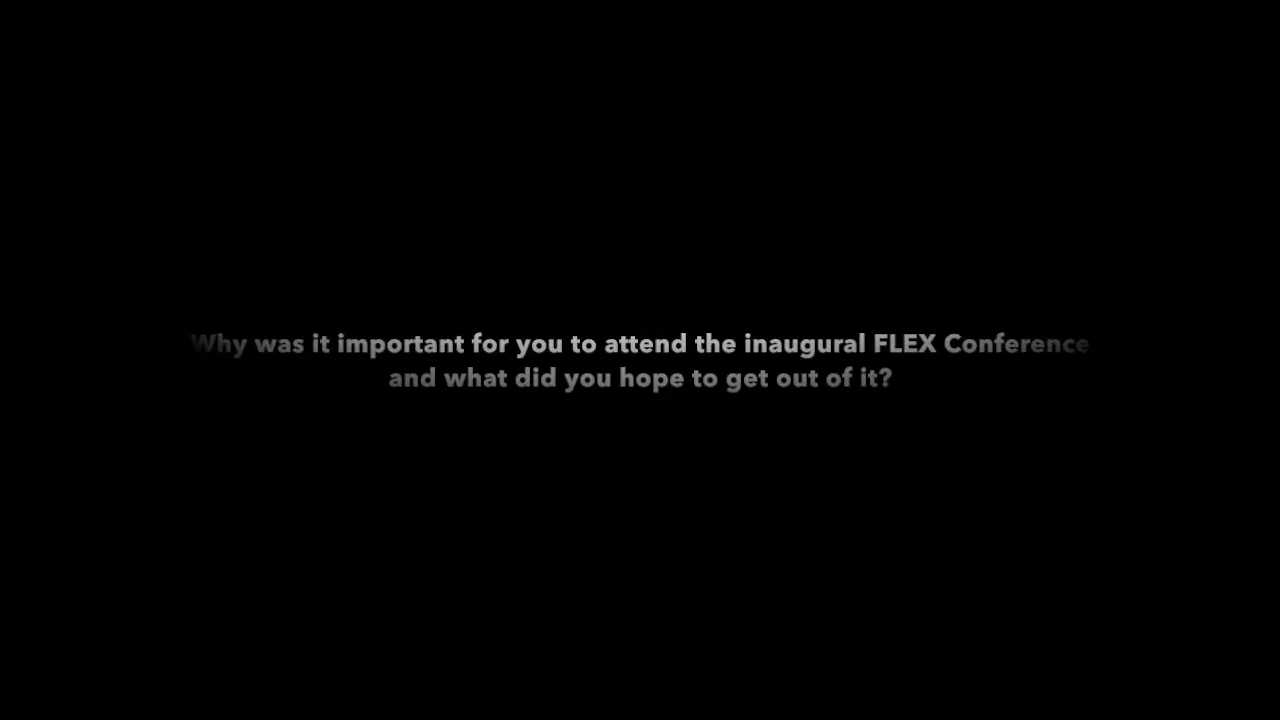 Why was it important for you to attend the inaugural FLEX Conference
and what did you hope to get out of it?